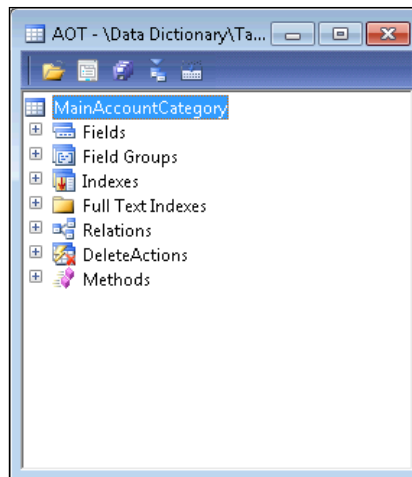 AOT - \Data Dictionary\Ta...
MainAccountCategory
Fields
Field Groups
Indexes
Full Text Indexes
Relations
DeleteActions
Methods